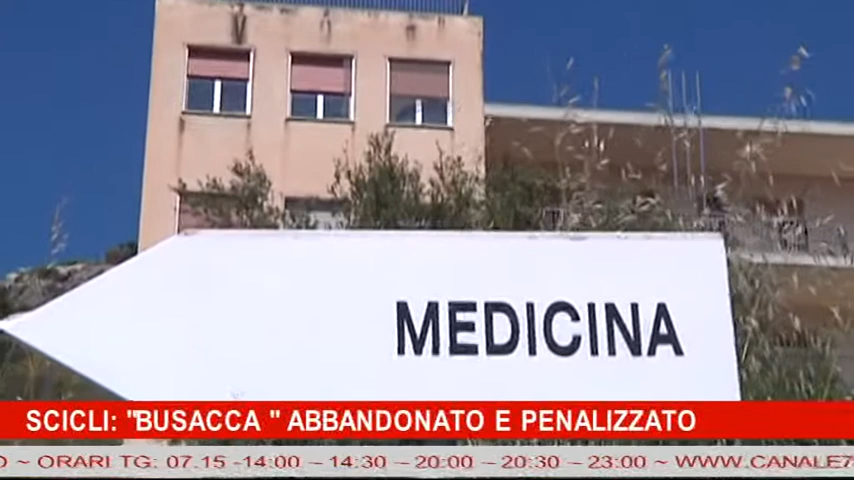 MEDICINA
SCICLI: "BUSACCA " ABBANDONATO E PENALIZZATO
~ ORARI TG: 07.15 -14:00 ~ 14:30 ~ 20:00 ~ 20:30 ~ 23:00 ~ WWW.CANALE7